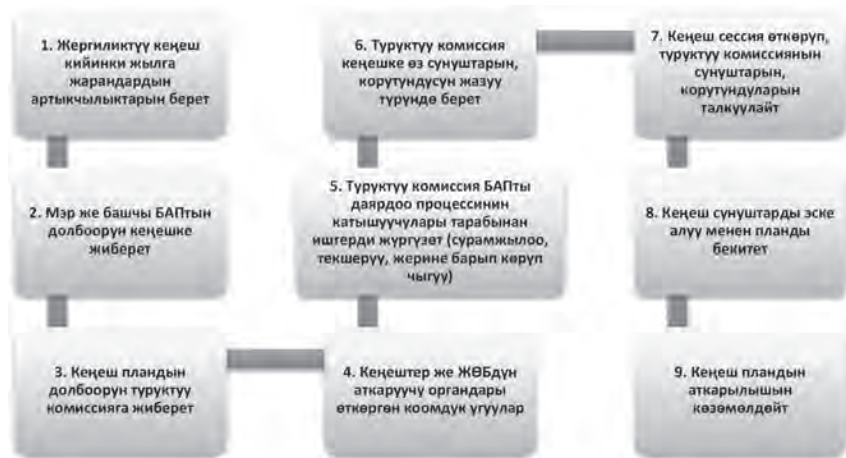 1. Жергиликтүү кеңеш
кийинки жылга
жарандардын
артыкчылыктарын берет
2. Мэр же башчы БАПтын
долбоорун кеңешке
жиберет
3. Кеңеш пландын
долбоорун туруктуу
комиссияга жиберет
4. Кеңештер же ЖӨБдүн
аткаруучу органдары
өткөргөн коомдук угуулар
5. Туруктуу комиссия БАПты
даярдоо процессинин
катышуучулары тарабынан
иштерди жүргүзөт (сурамжылоо,
текшерүү, жерине барып көрүп
чыгуу)
6. Туруктуу комиссия
кеңешке өз сунуштарын,
корутундусун жазуу
түрүндө берет
7. Кеңеш сессия өткөрүп,
туруктуу комиссиянын
сунуштарын,
корутундуларын
талкуулайт
8. Кеңеш сунуштарды эске
алуу менен планды
бекитет
9. Кеңеш пландын
аткарылышын
көзөмөлдөйт